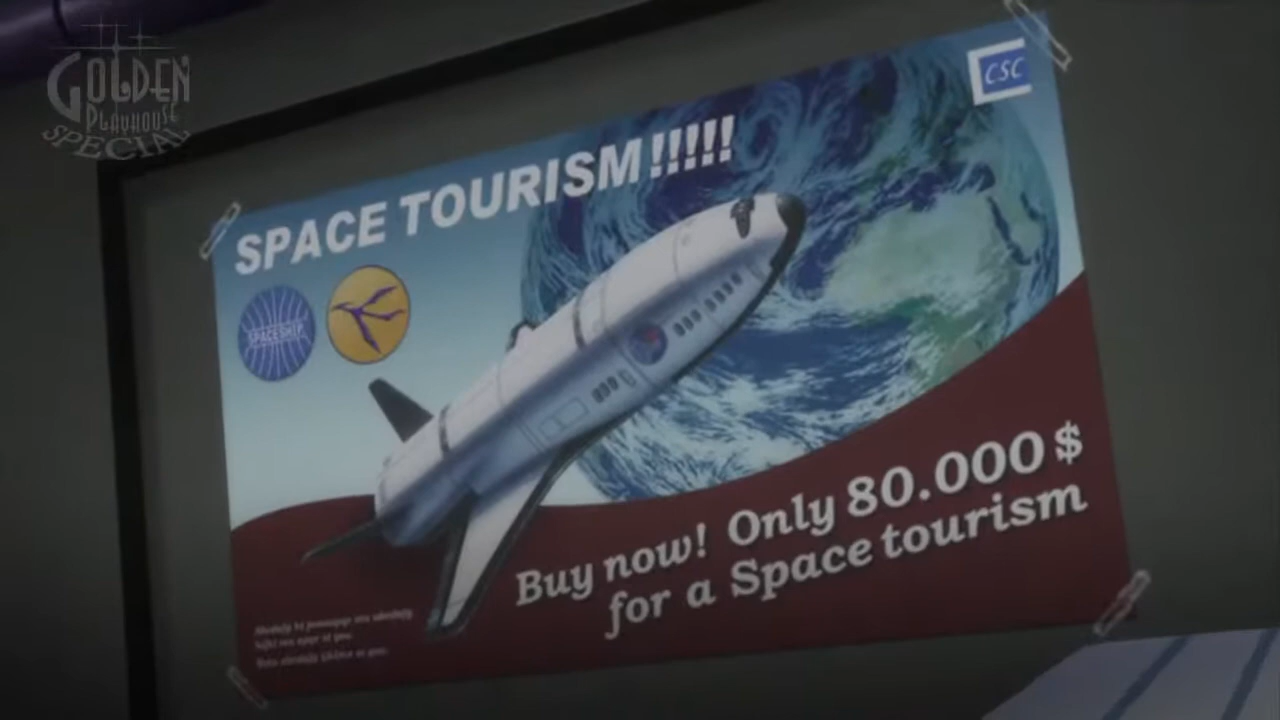 GOLDEN
PLAYHOUSE
SPECIAL
CSC
SPACE TOURISM!!!!!
SPACESHIP
Buy now! Only 80.000 $
for a Space tourism